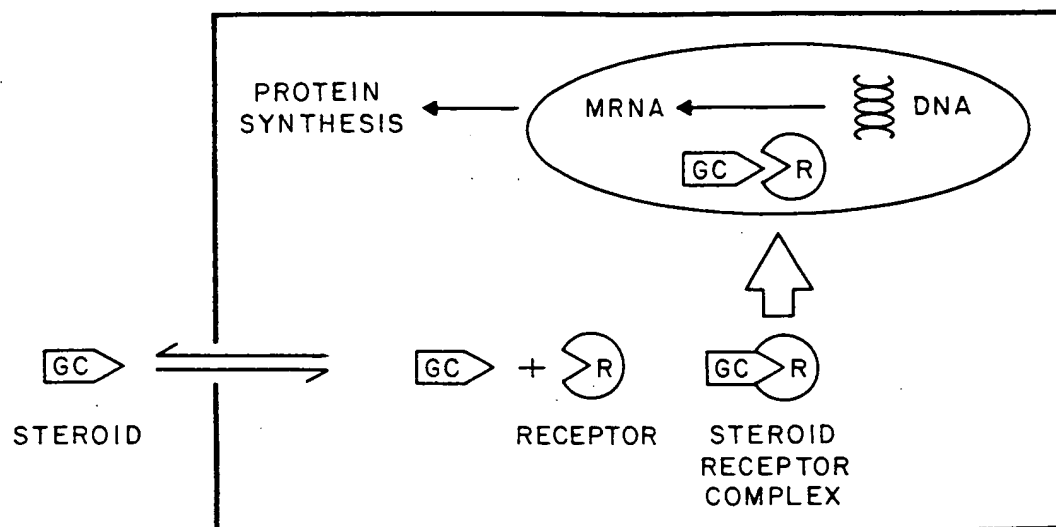 PROTEIN
SYNTHESIS
MRNA
DNA
GC
R
GC
GC
+
R
GC
R
STEROID
RECEPTOR
STEROID
RECEPTOR
COMPLEX